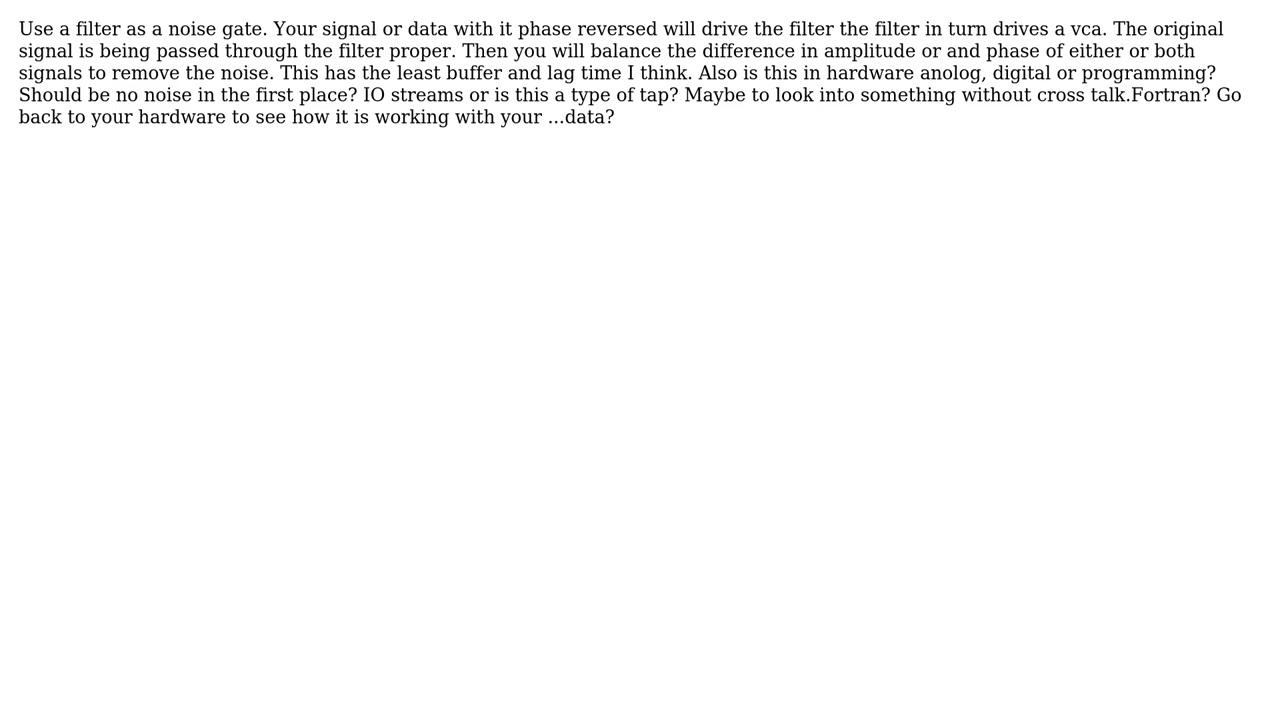 Use a filter as a noise gate. Your signal or data with it phase reversed will drive the filter the filter in turn drives a vca. The original
signal is being passed through the filter proper. Then you will balance the difference in amplitude or and phase of either or both
signals to remove the noise. This has the least buffer and lag time I think. Also is this in hardware anolog, digital or programming?
Should be no noise in the first place? IO streams or is this a type of tap? Maybe to look into something without cross talk.Fortran? Go
back to your hardware to see how it is working with your ...data?